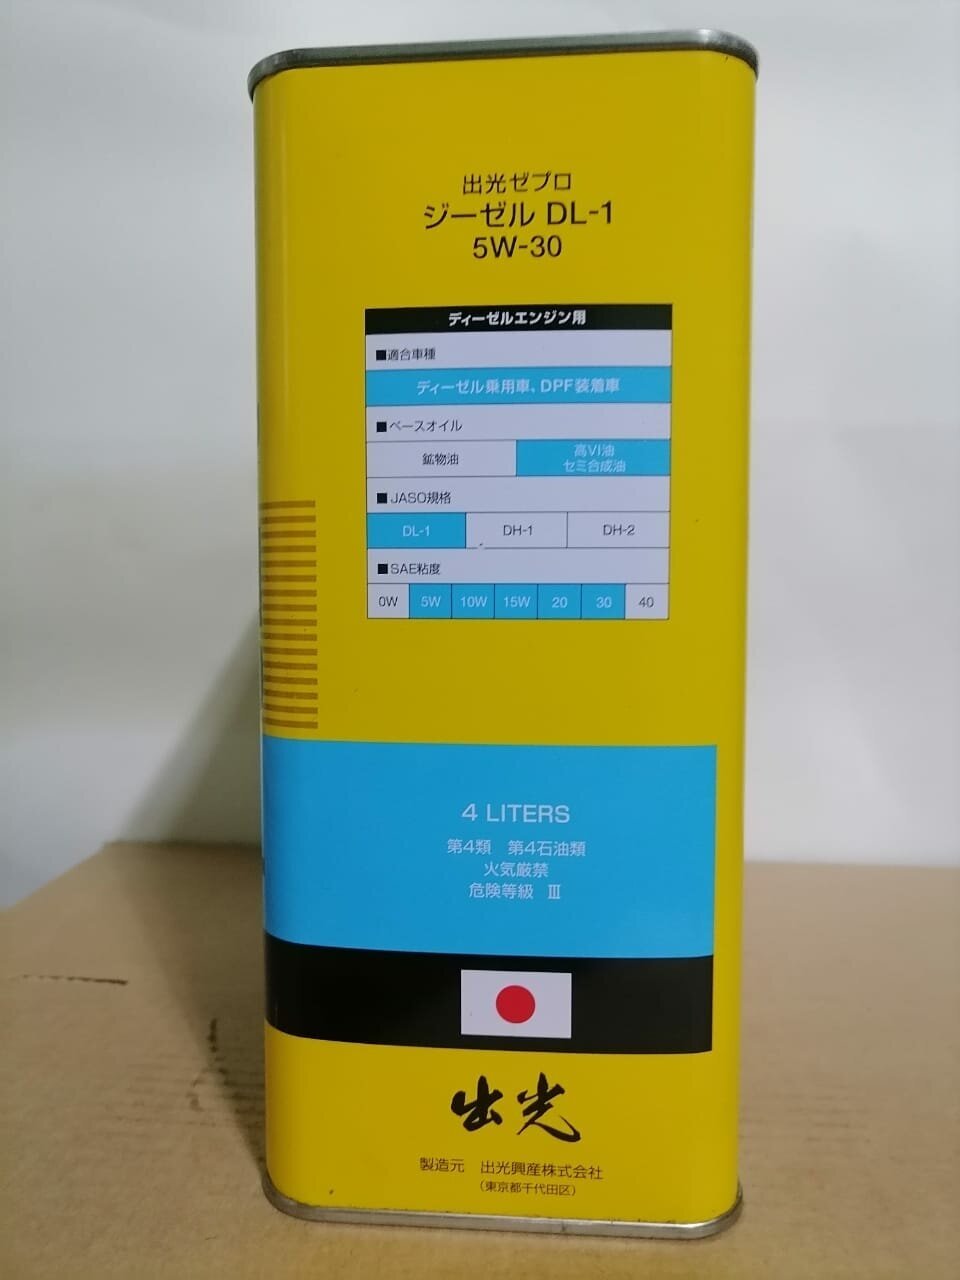 出光ゼプロ
ジーゼル DL-1
5W-30
ディーゼルエンジン用
■適合車種
ディーゼル乗用車、DPF装着車
■ベースオイル
鉱物油 高VI油 セミ合成油
■JASO規格
DL-1 DH-1 DH-2
■SAE粘度
0W 5W 10W 15W 20 30 40
4 LITERS
第4類 第4石油類
火気厳禁
危険等級 Ⅲ
出光
製造元 出光興産株式会社
(東京都千代田区)